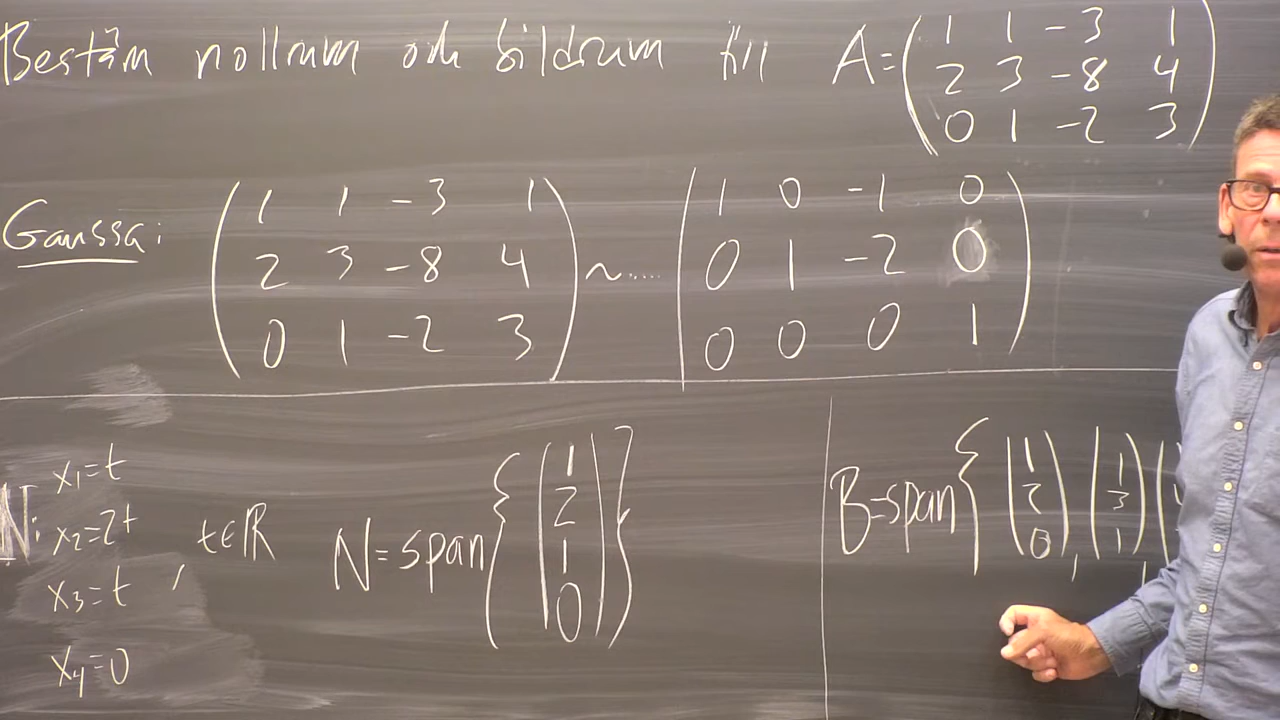 Bestäm nollrum och bildrum till A = ( 1 1 -3 1
2 3 -8 4
0 1 -2 3 )
Gaussa: ( 1 1 -3 1
2 3 -8 4
0 1 -2 3 ) ~ .... ( 1 0 -1 0
0 1 -2 0
0 0 0 1 )
N: x₁=t
x₂=2t
x₃=t , t∈ℝ
x₄=0
N=span{ ( 1
2
1
0 ) }
B=span{ ( 1
2
0 ), ( 1
3
1 ), (